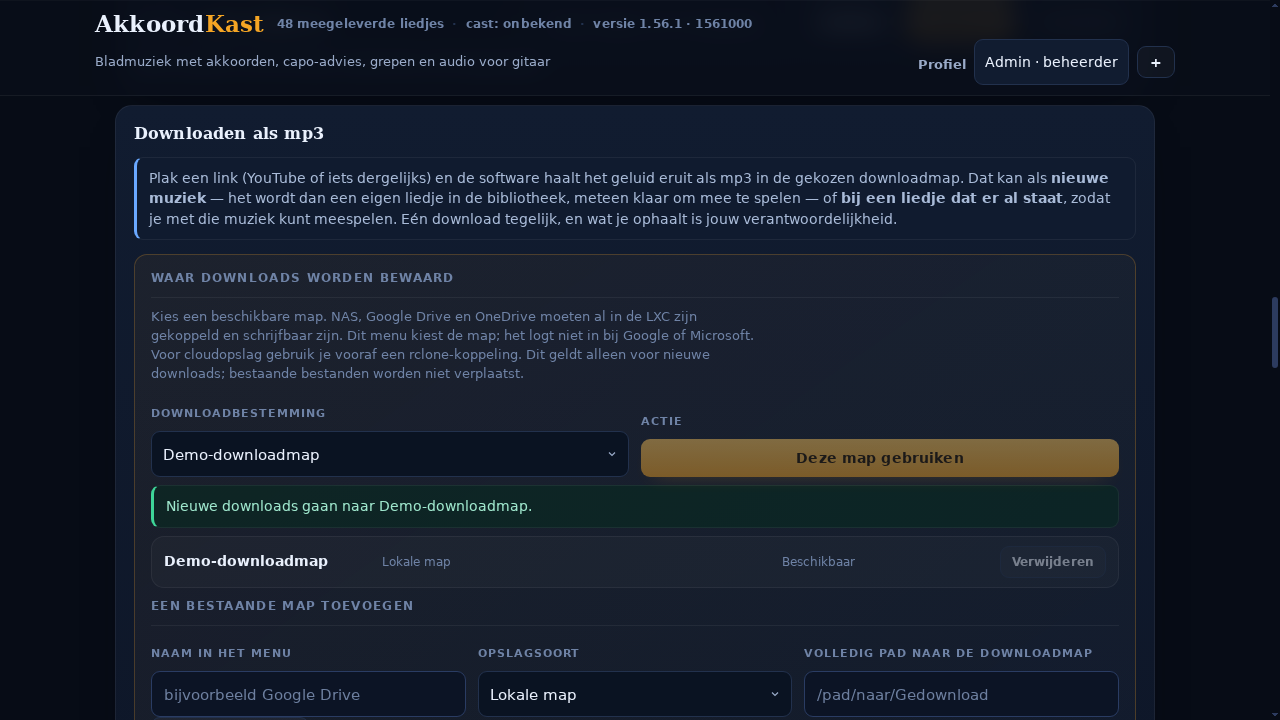 AkkoordKast 48 meegeleverde liedjes · cast: onbekend · versie 1.56.1 · 1561000
Bladmuziek met akkoorden, capo-advies, grepen en audio voor gitaar
Profiel Admin · beheerder +
Downloaden als mp3
Plak een link (YouTube of iets dergelijks) en de software haalt het geluid eruit als mp3 in de gekozen downloadmap. Dat kan als nieuwe
muziek — het wordt dan een eigen liedje in de bibliotheek, meteen klaar om mee te spelen — of bij een liedje dat er al staat, zodat
je met die muziek kunt meespelen. Eén download tegelijk, en wat je ophaalt is jouw verantwoordelijkheid.
WAAR DOWNLOADS WORDEN BEWAARD
Kies een beschikbare map. NAS, Google Drive en OneDrive moeten al in de LXC zijn
gekoppeld en schrijfbaar zijn. Dit menu kiest de map; het logt niet in bij Google of Microsoft.
Voor cloudopslag gebruik je vooraf een rclone-koppeling. Dit geldt alleen voor nieuwe
downloads; bestaande bestanden worden niet verplaatst.
DOWNLOADBESTEMMING
ACTIE
Demo-downloadmap
Deze map gebruiken
Nieuwe downloads gaan naar Demo-downloadmap.
Demo-downloadmap Lokale map Beschikbaar Verwijderen
EEN BESTAANDE MAP TOEVOEGEN
NAAM IN HET MENU OPSLAGSOORT VOLLEDIG PAD NAAR DE DOWNLOADMAP
bijvoorbeeld Google Drive Lokale map /pad/naar/Gedownload